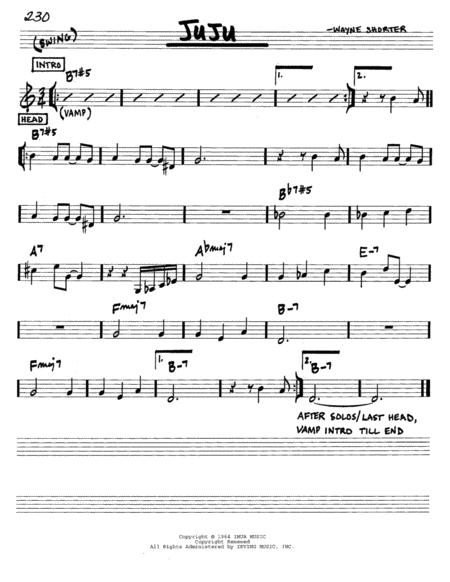 230
JUJU
-WAYNE SHORTER
(SWING)
INTRO
B7#5
1.
2.
HEAD
(VAMP)
B7#5
Bb7#5
A7
Abmaj7
E-7
Fmaj7
B-7
Fmaj7
1.
B-7
2.
B-7
AFTER SOLOS/LAST HEAD,
VAMP INTRO TILL END
Copyright © 1964 IMUA MUSIC
Copyright Renewed
All Rights Administered by IRVING MUSIC, INC.